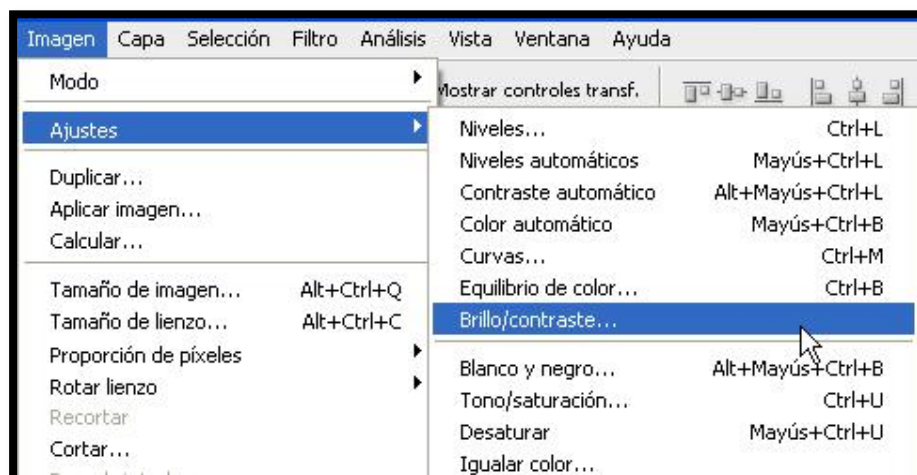 Imagen Capa Selección Filtro Análisis Vista Ventana Ayuda
Mostrar controles transf.
Modo
Ajustes
Duplicar...
Aplicar imagen...
Calcular...
Tamaño de imagen... Alt+Ctrl+Q
Tamaño de lienzo... Alt+Ctrl+C
Proporción de píxeles
Rotar lienzo
Recortar
Cortar...
Niveles... Ctrl+L
Niveles automáticos Mayús+Ctrl+L
Contraste automático Alt+Mayús+Ctrl+L
Color automático Mayús+Ctrl+B
Curvas... Ctrl+M
Equilibrio de color... Ctrl+B
Brillo/contraste...
Blanco y negro... Alt+Mayús+Ctrl+B
Tono/saturación... Ctrl+U
Desaturar Mayús+Ctrl+U
Igualar color...